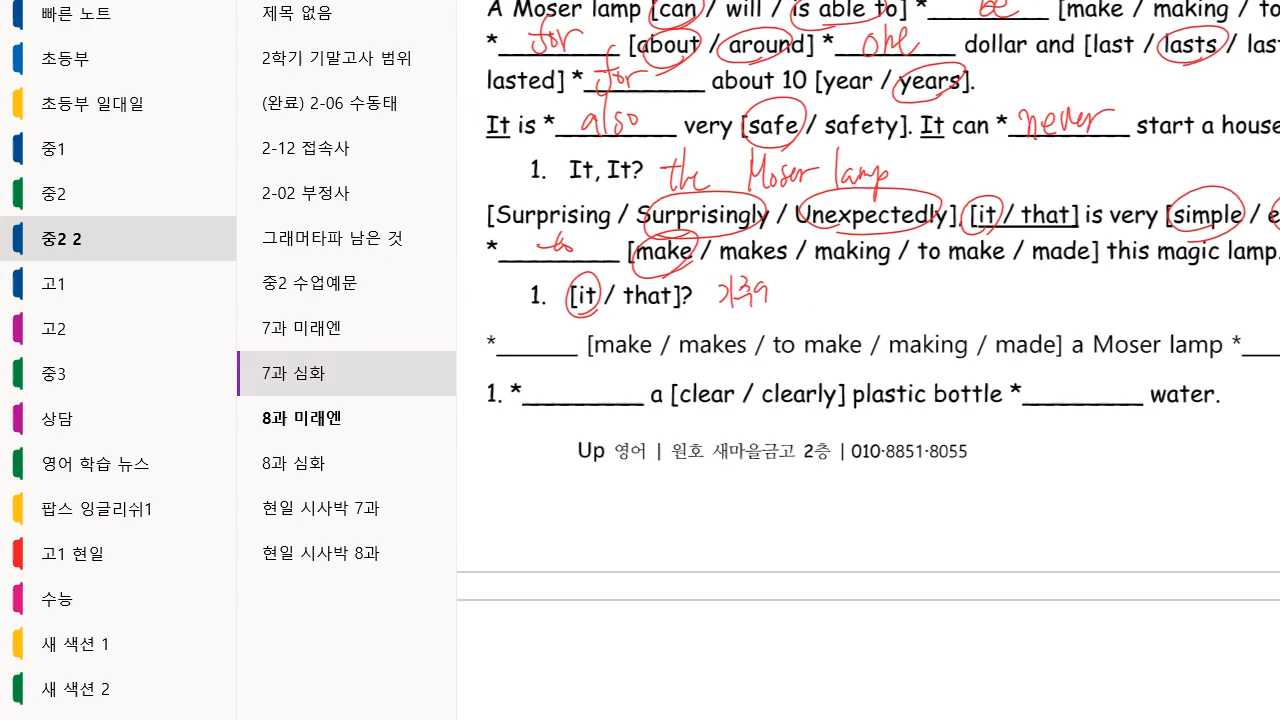 빠른 노트
초등부
초등부 일대일
중1
중2
중2 2
고1
고2
중3
상담
영어 학습 뉴스
팝스 잉글리쉬1
고1 현일
수능
새 섹션 1
새 섹션 2
제목 없음
2학기 기말고사 범위
(완료) 2-06 수동태
2-12 접속사
2-02 부정사
그래머타파 남은 것
중2 수업예문
7과 미래엔
7과 심화
8과 미래엔
8과 심화
현일 시사박 7과
현일 시사박 8과
A Moser lamp [can / will / is able to] *be [make / making / to
*for [about / around] *one dollar and [last / lasts /
lasted] *for about 10 [year / years].
It is *also very [safe / safety]. It can *never start a house
1. It, It? the Moser lamp
[Surprising / Surprisingly / Unexpectedly], [it / that] is very [simple /
*to [make / makes / making / to make / made] this magic lamp.
1. [it / that]? 가주어
*_______ [make / makes / to make / making / made] a Moser lamp *
1. *_________ a [clear / clearly] plastic bottle *_________ water.
Up 영어 | 원호 새마을금고 2층 | 010·8851·8055